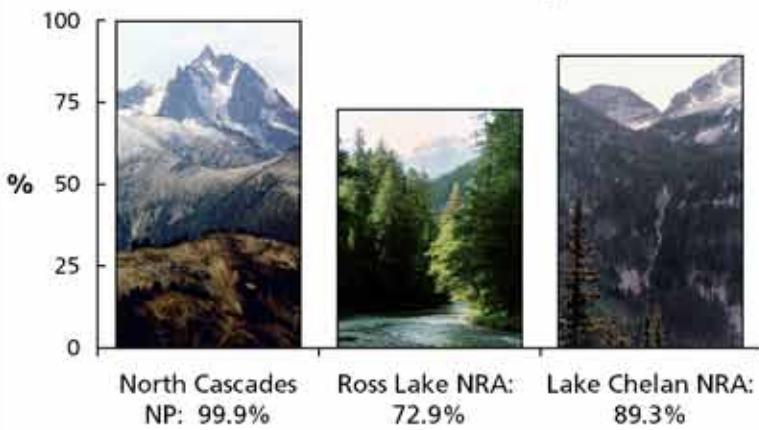 100
75
%
50
25
0
North Cascades
NP: 99.9%
Ross Lake NRA:
72.9%
Lake Chelan NRA:
89.3%